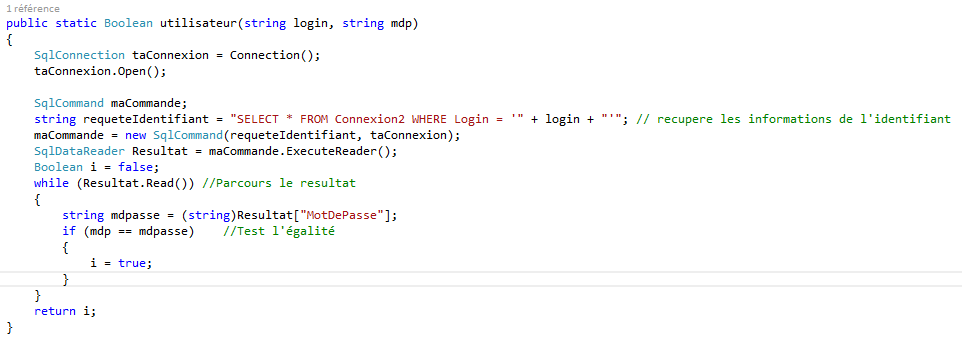 1 référence
public static Boolean utilisateur(string login, string mdp)
{
    SqlConnection taConnexion = Connection();
    taConnexion.Open();

    SqlCommand maCommande;
    string requeteIdentifiant = "SELECT * FROM Connexion2 WHERE Login = '" + login + "'"; // recupere les informations de l'identifiant
    maCommande = new SqlCommand(requeteIdentifiant, taConnexion);
    SqlDataReader Resultat = maCommande.ExecuteReader();
    Boolean i = false;
    while (Resultat.Read()) //Parcours le resultat
    {
        string mdpasse = (string)Resultat["MotDePasse"];
        if (mdp == mdpasse)    //Test l'égalité
        {
            i = true;
        }
    }
    return i;
}